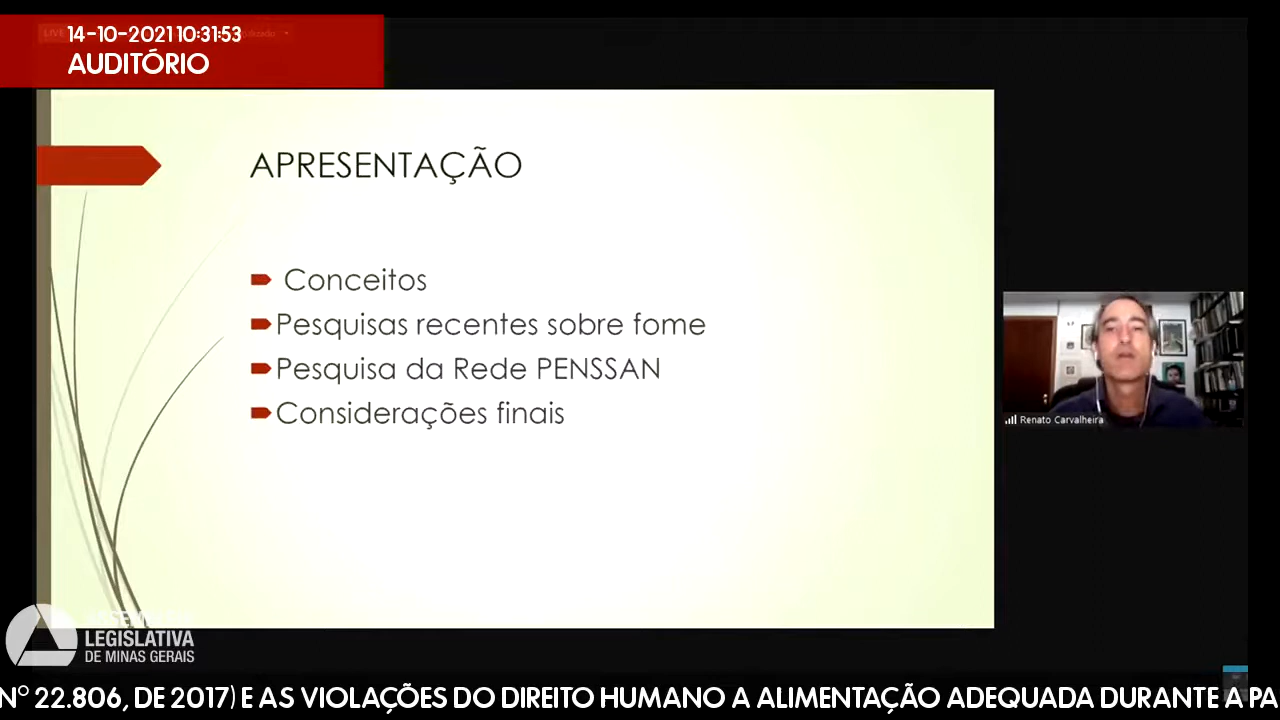 LIVE
14-10-2021 10:31:53
AUDITÓRIO
APRESENTAÇÃO
Conceitos
Pesquisas recentes sobre fome
Pesquisa da Rede PENSSAN
Considerações finais
Renato Carvalheira
ASSEMBLEIA
LEGISLATIVA
DE MINAS GERAIS
Nº 22.806, DE 2017) E AS VIOLAÇÕES DO DIREITO HUMANO A ALIMENTAÇÃO ADEQUADA DURANTE A PA